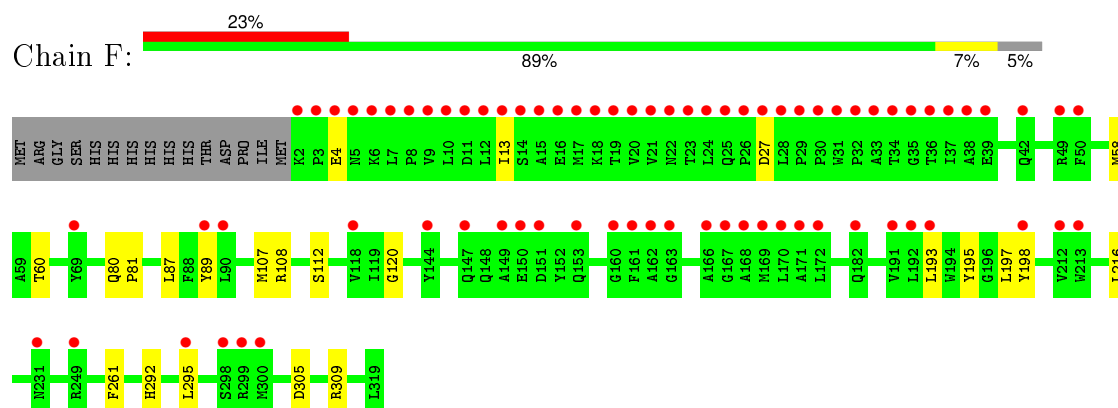 23%
Chain F:
89% 7% 5%
MET ARG GLY SER HIS HIS HIS HIS HIS HIS THR ASP PRO ILE MET K2 P3 E4 N5 K6 L7 P8 V9 L10 D11 L12 I13 S14 A15 E16 M17 K18 T19 V20 V21 N22 T23 L24 Q25 P26 D27 L28 P29 P30 W31 P32 A33 T34 G35 T36 I37 A38 E39 Q42 R49 F50 M58
A59 T60 Y69 Q80 P81 L87 F88 Y89 L90 M107 R108 S112 V118 I119 G120 Y144 Q147 Q148 A149 E150 D151 Y152 Q153 G160 F161 A162 G163 A166 G167 A168 M169 L170 A171 L172 Q182 V191 L192 L193 W194 Y195 G196 L197 Y198 V212 W213 L216
N231 R249 F261 H292 L295 S298 R299 M300 D305 R309 L319